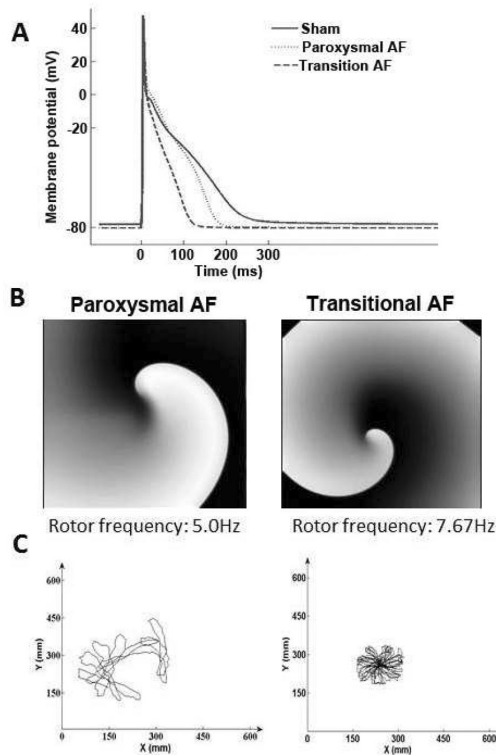 A
Membrane potential (mV)
40
0
-20
-80
Sham
Paroxysmal AF
Transition AF
0 100 200 300
Time (ms)
B
Paroxysmal AF Transitional AF
Rotor frequency: 5.0Hz Rotor frequency: 7.67Hz
C
Y (mm)
600
450
300
150
0 150 300 450 600
X (mm)
Y (mm)
600
450
300
150
0 150 300 450 600
X (mm)